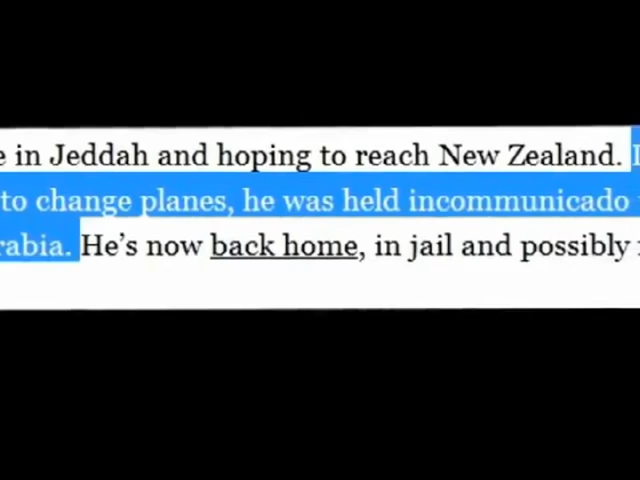 e in Jeddah and hoping to reach New Zealand.
to change planes, he was held incommunicado
rabia. He’s now back home, in jail and possibly